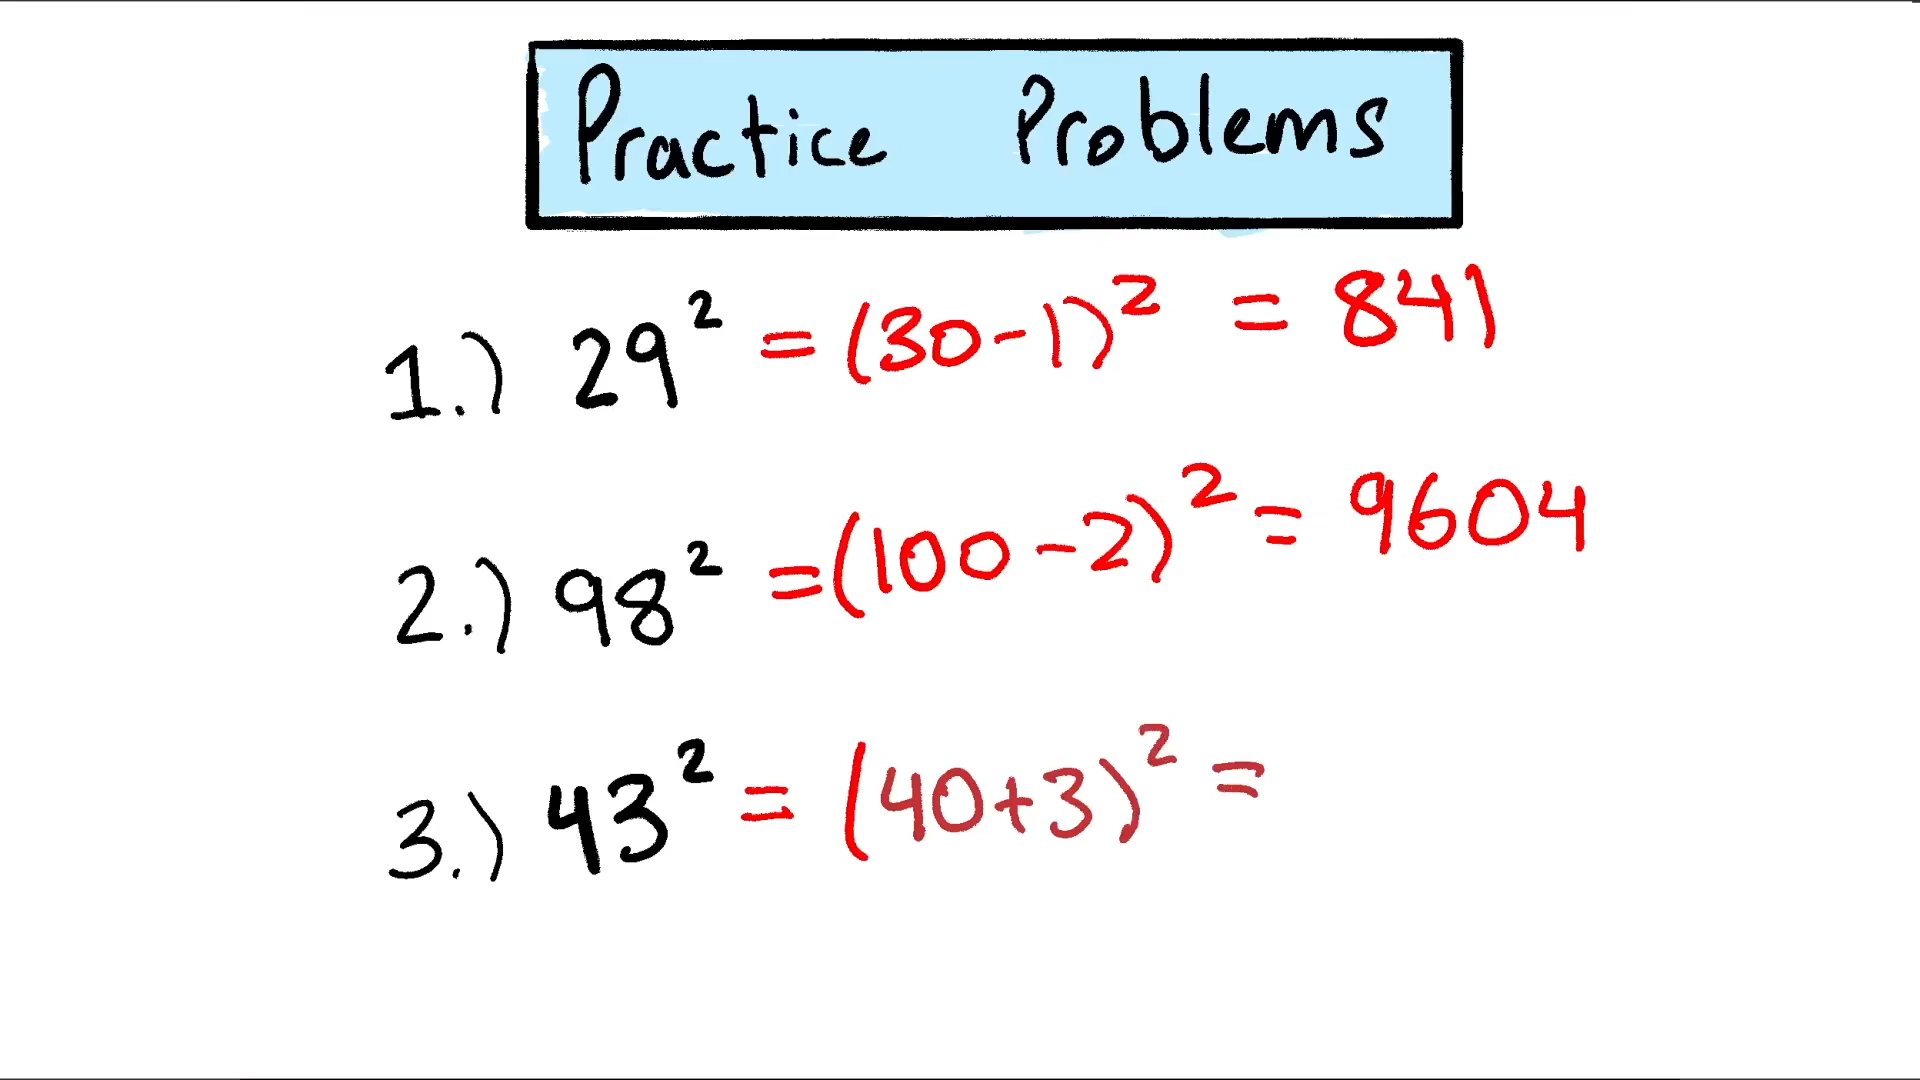 Practice Problems
1.) 29² = (30-1)² = 841
2.) 98² = (100-2)² = 9604
3.) 43² = (40+3)² =